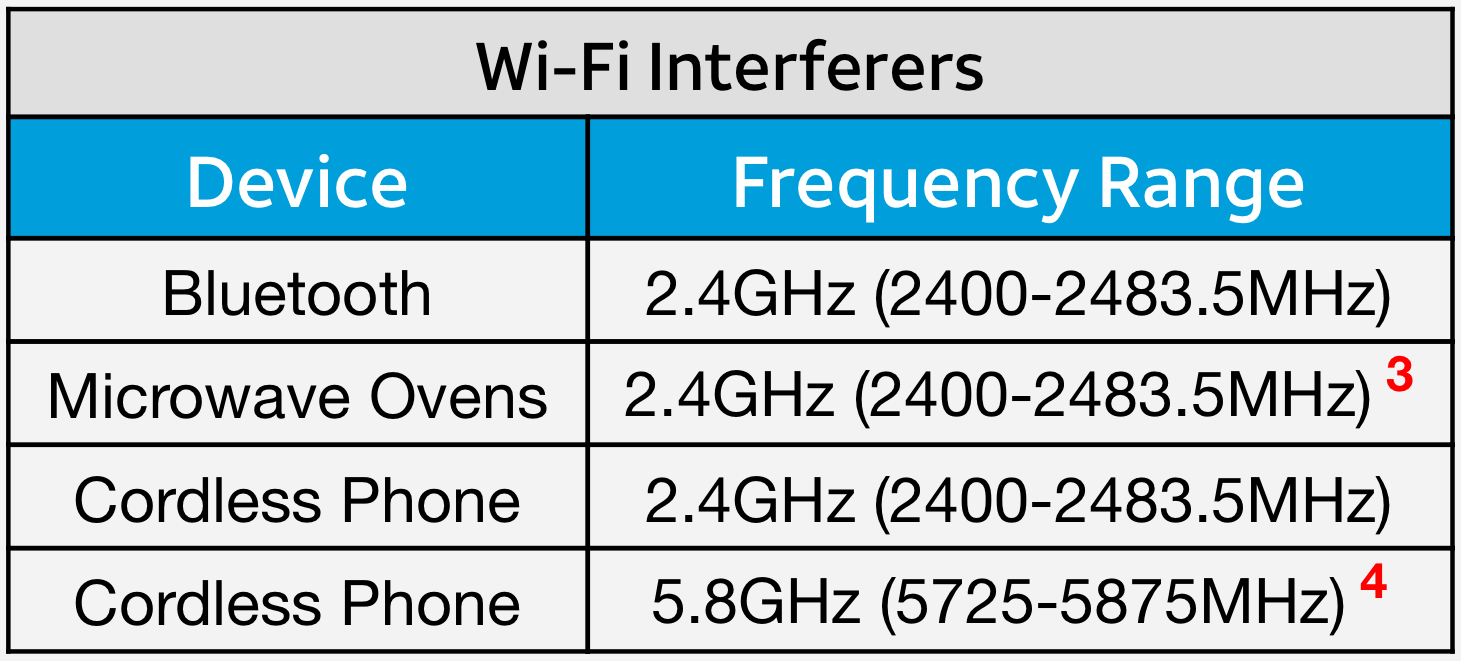 Wi-Fi Interferers
Device Frequency Range
Bluetooth 2.4GHz (2400-2483.5MHz)
Microwave Ovens 2.4GHz (2400-2483.5MHz) 3
Cordless Phone 2.4GHz (2400-2483.5MHz)
Cordless Phone 5.8GHz (5725-5875MHz) 4